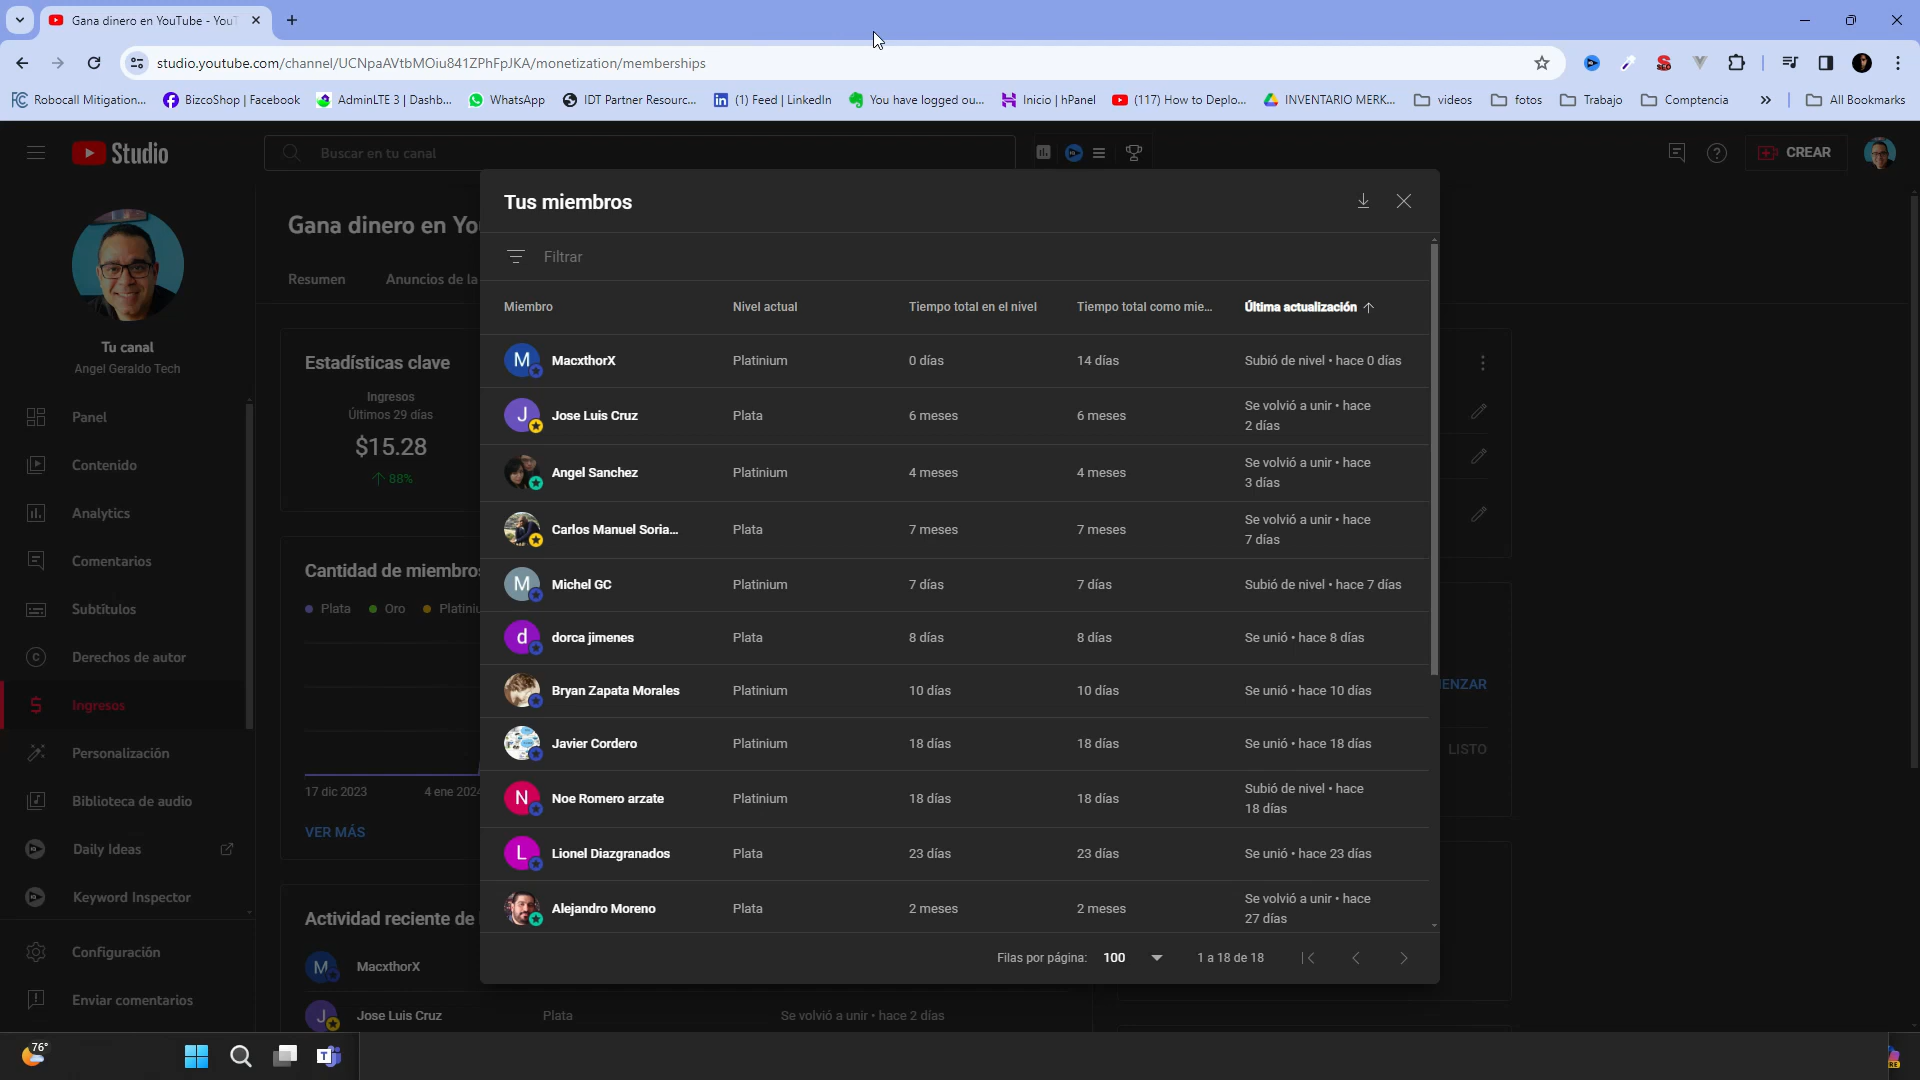 Gana dinero en YouTube - YouT
studio.youtube.com/channel/UCNpaAVtbMOiu841ZPhFpJKA/monetization/memberships
Robocall Mitigation... BizcoShop | Facebook AdminLTE 3 | Dashb... WhatsApp IDT Partner Resourc... (1) Feed | LinkedIn You have logged ou... Inicio | hPanel (117) How to Deplo... INVENTARIO MERK... videos fotos Trabajo Comptencia » All Bookmarks
Studio
Buscar en tu canal
CREAR
Tu canal
Angel Geraldo Tech
Panel
Contenido
Analytics
Comentarios
Subtítulos
Derechos de autor
Ingresos
Personalización
Biblioteca de audio
Daily Ideas
Keyword Inspector
Configuración
Enviar comentarios
Gana dinero en Yo
Resumen Anuncios de la
Estadísticas clave
Ingresos
Últimos 29 días
$15.28
88%
Cantidad de miembros
Plata Oro Platiniu
17 dic 2023 4 ene 2024
VER MÁS
Actividad reciente de
MacxthorX
Jose Luis Cruz Plata Se volvió a unir • hace 2 días
ENZAR
LISTO
Tus miembros
Filtrar
Miembro Nivel actual Tiempo total en el nivel Tiempo total como mie... Última actualización
M MacxthorX Platinium 0 días 14 días Subió de nivel • hace 0 días
J Jose Luis Cruz Plata 6 meses 6 meses Se volvió a unir • hace
2 días
Angel Sanchez Platinium 4 meses 4 meses Se volvió a unir • hace
3 días
Carlos Manuel Soria... Plata 7 meses 7 meses Se volvió a unir • hace
7 días
M Michel GC Platinium 7 días 7 días Subió de nivel • hace 7 días
d dorca jimenes Plata 8 días 8 días Se unió • hace 8 días
Bryan Zapata Morales Platinium 10 días 10 días Se unió • hace 10 días
Javier Cordero Platinium 18 días 18 días Se unió • hace 18 días
N Noe Romero arzate Platinium 18 días 18 días Subió de nivel • hace
18 días
L Lionel Diazgranados Plata 23 días 23 días Se unió • hace 23 días
Alejandro Moreno Plata 2 meses 2 meses Se volvió a unir • hace
27 días
Filas por página: 100 1 a 18 de 18
76°